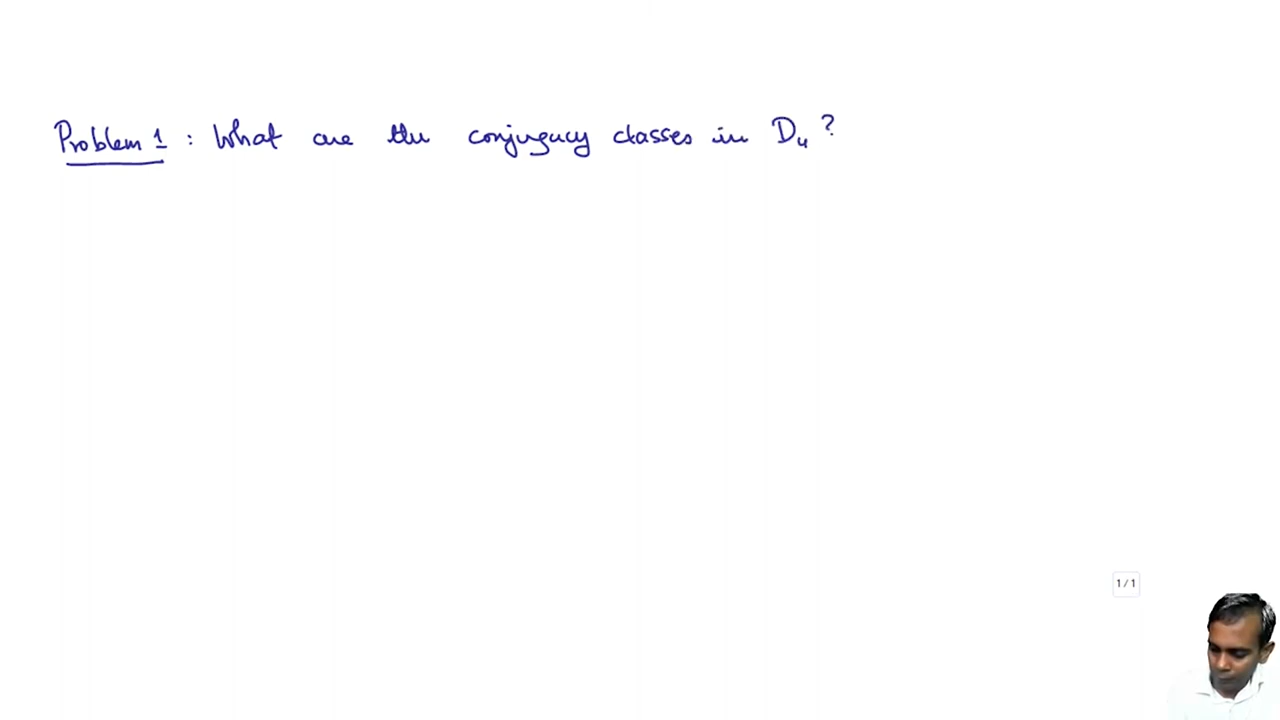 Problem 1 : What are the conjugacy classes in D₄ ?
1 / 1